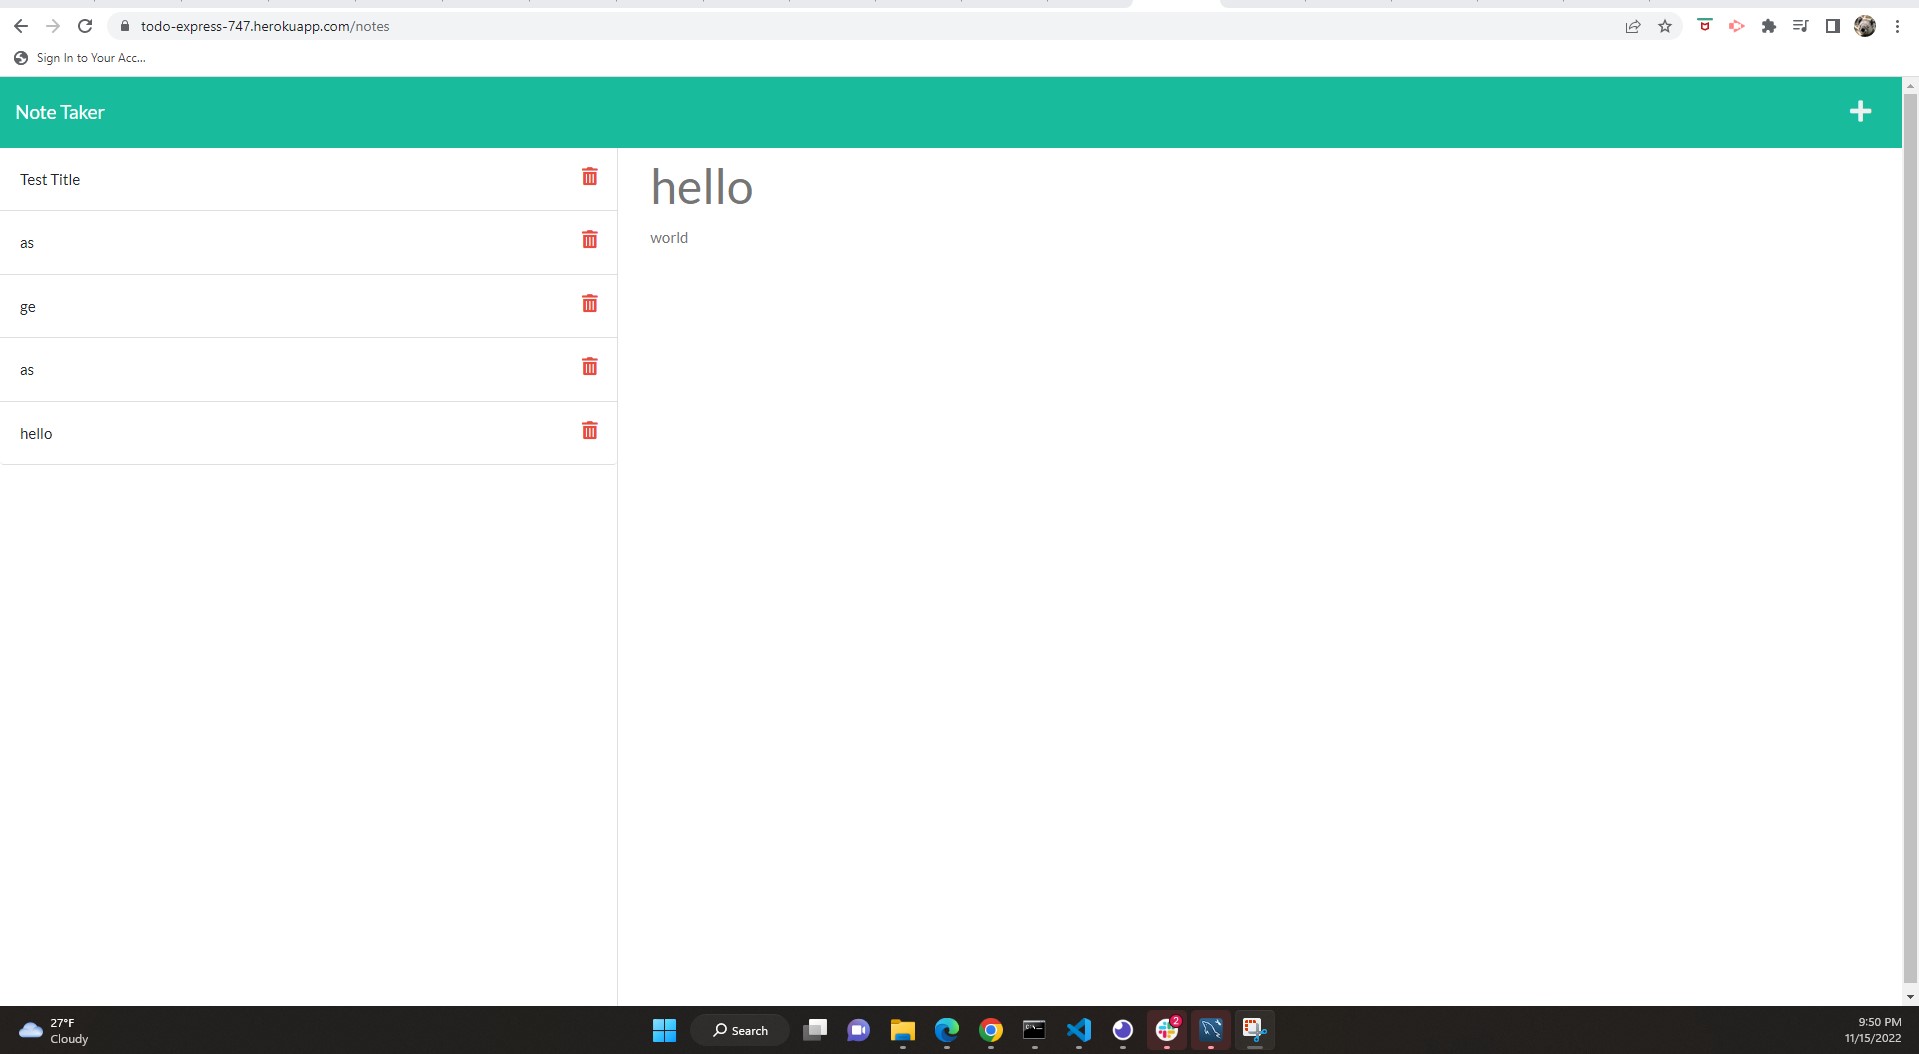 todo-express-747.herokuapp.com/notes
Sign In to Your Acc...
Note Taker
Test Title
as
ge
as
hello
hello
world
27°F
Cloudy
Search
2
9:50 PM
11/15/2022